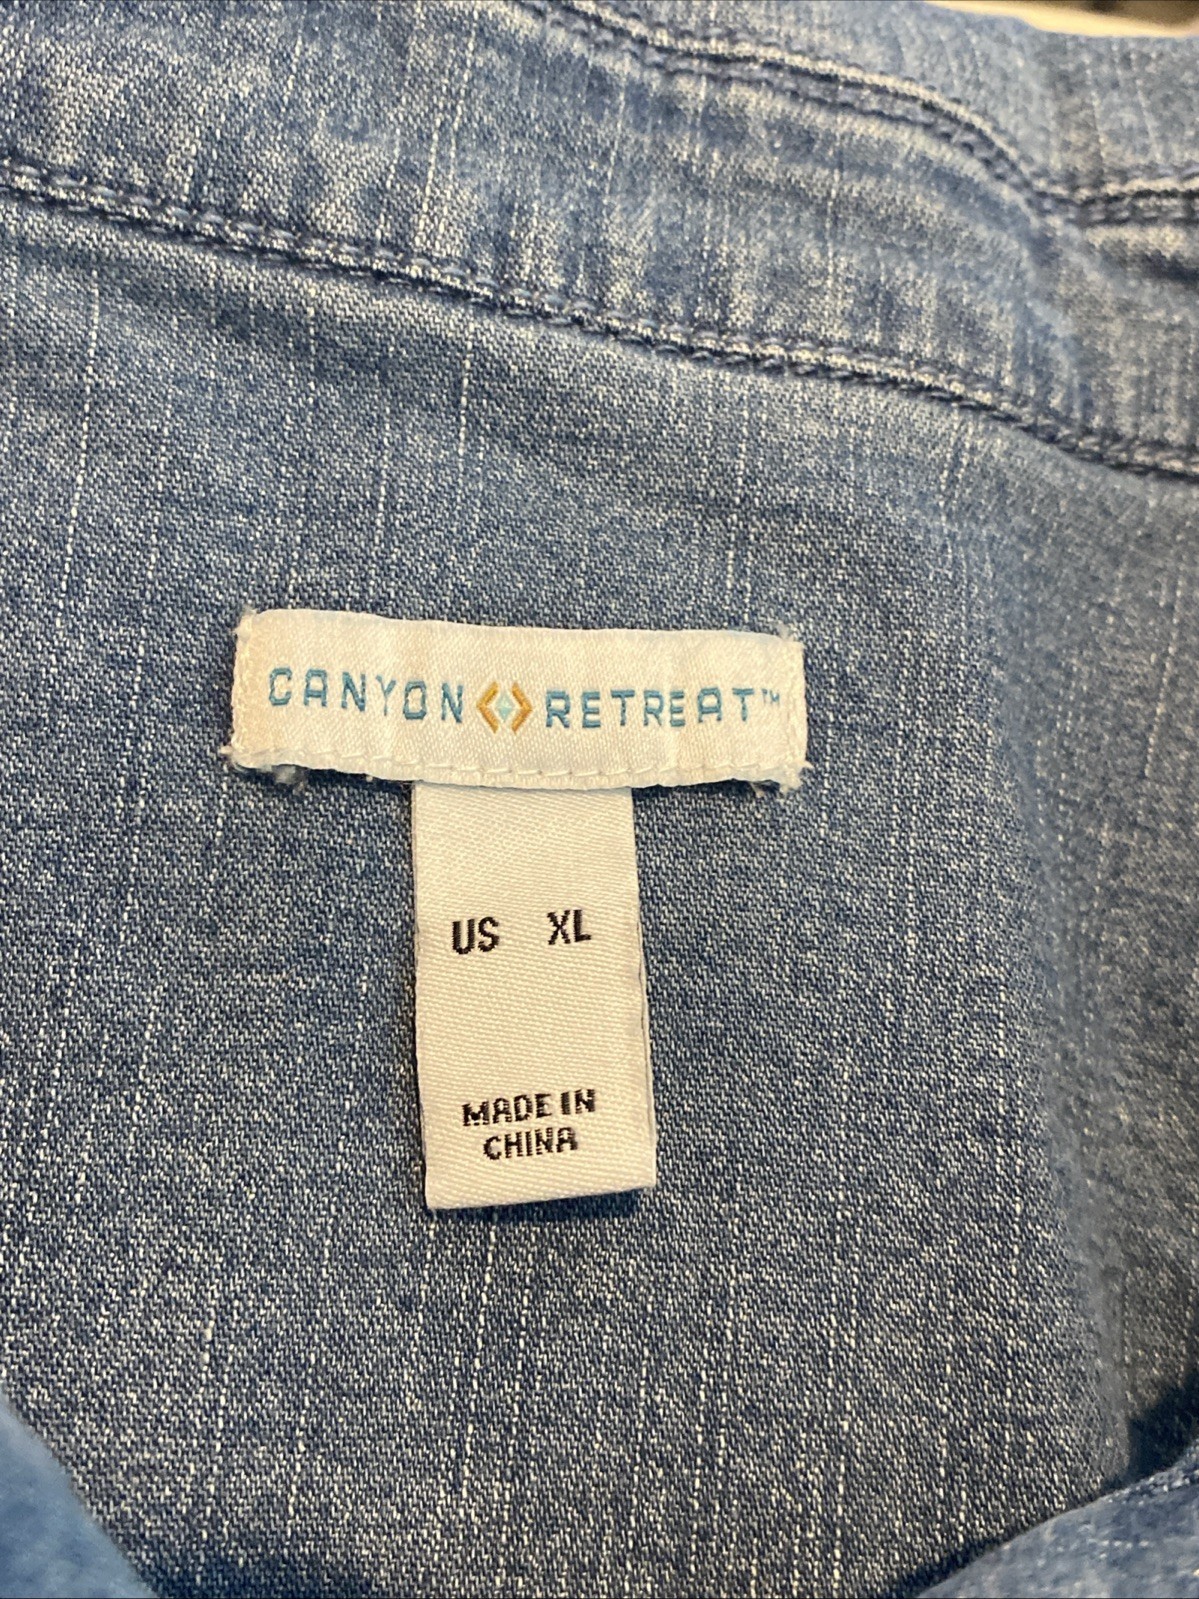 CANYON RETREAT™
US XL
MADE IN
CHINA